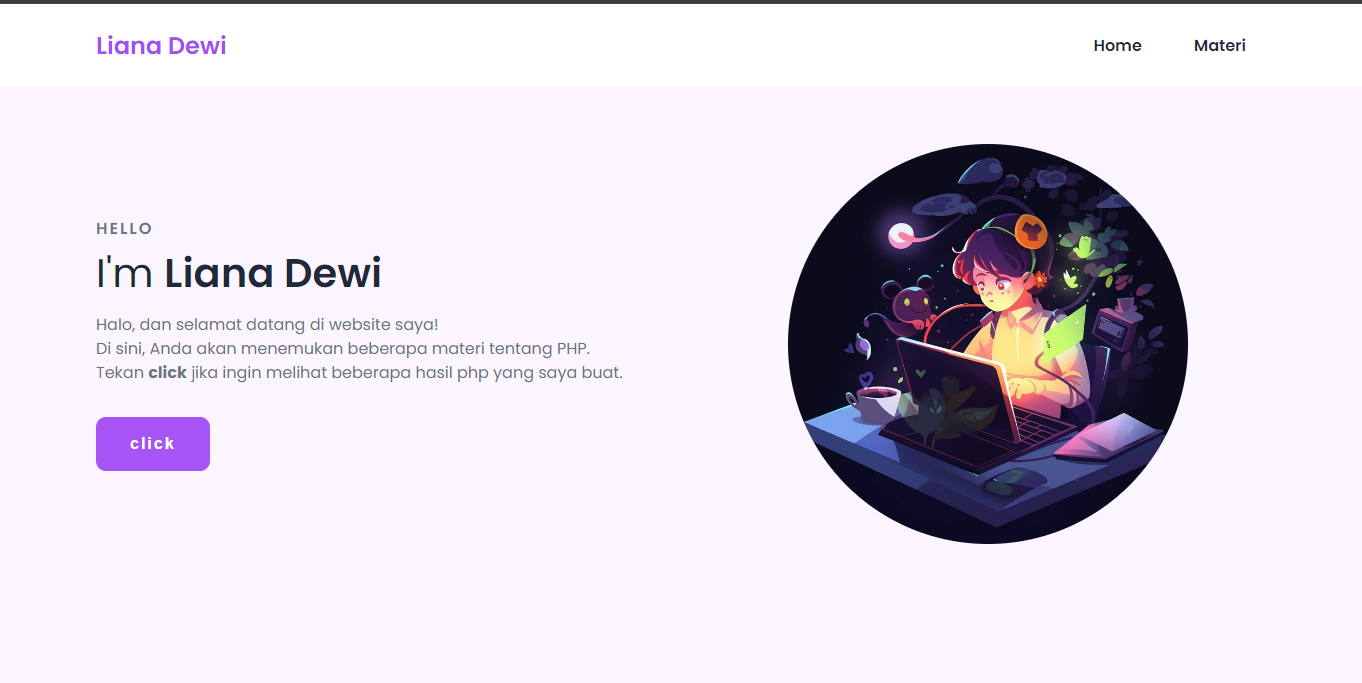 Liana Dewi
Home
Materi
HELLO
I'm Liana Dewi
Halo, dan selamat datang di website saya!
Di sini, Anda akan menemukan beberapa materi tentang PHP.
Tekan click jika ingin melihat beberapa hasil php yang saya buat.
click